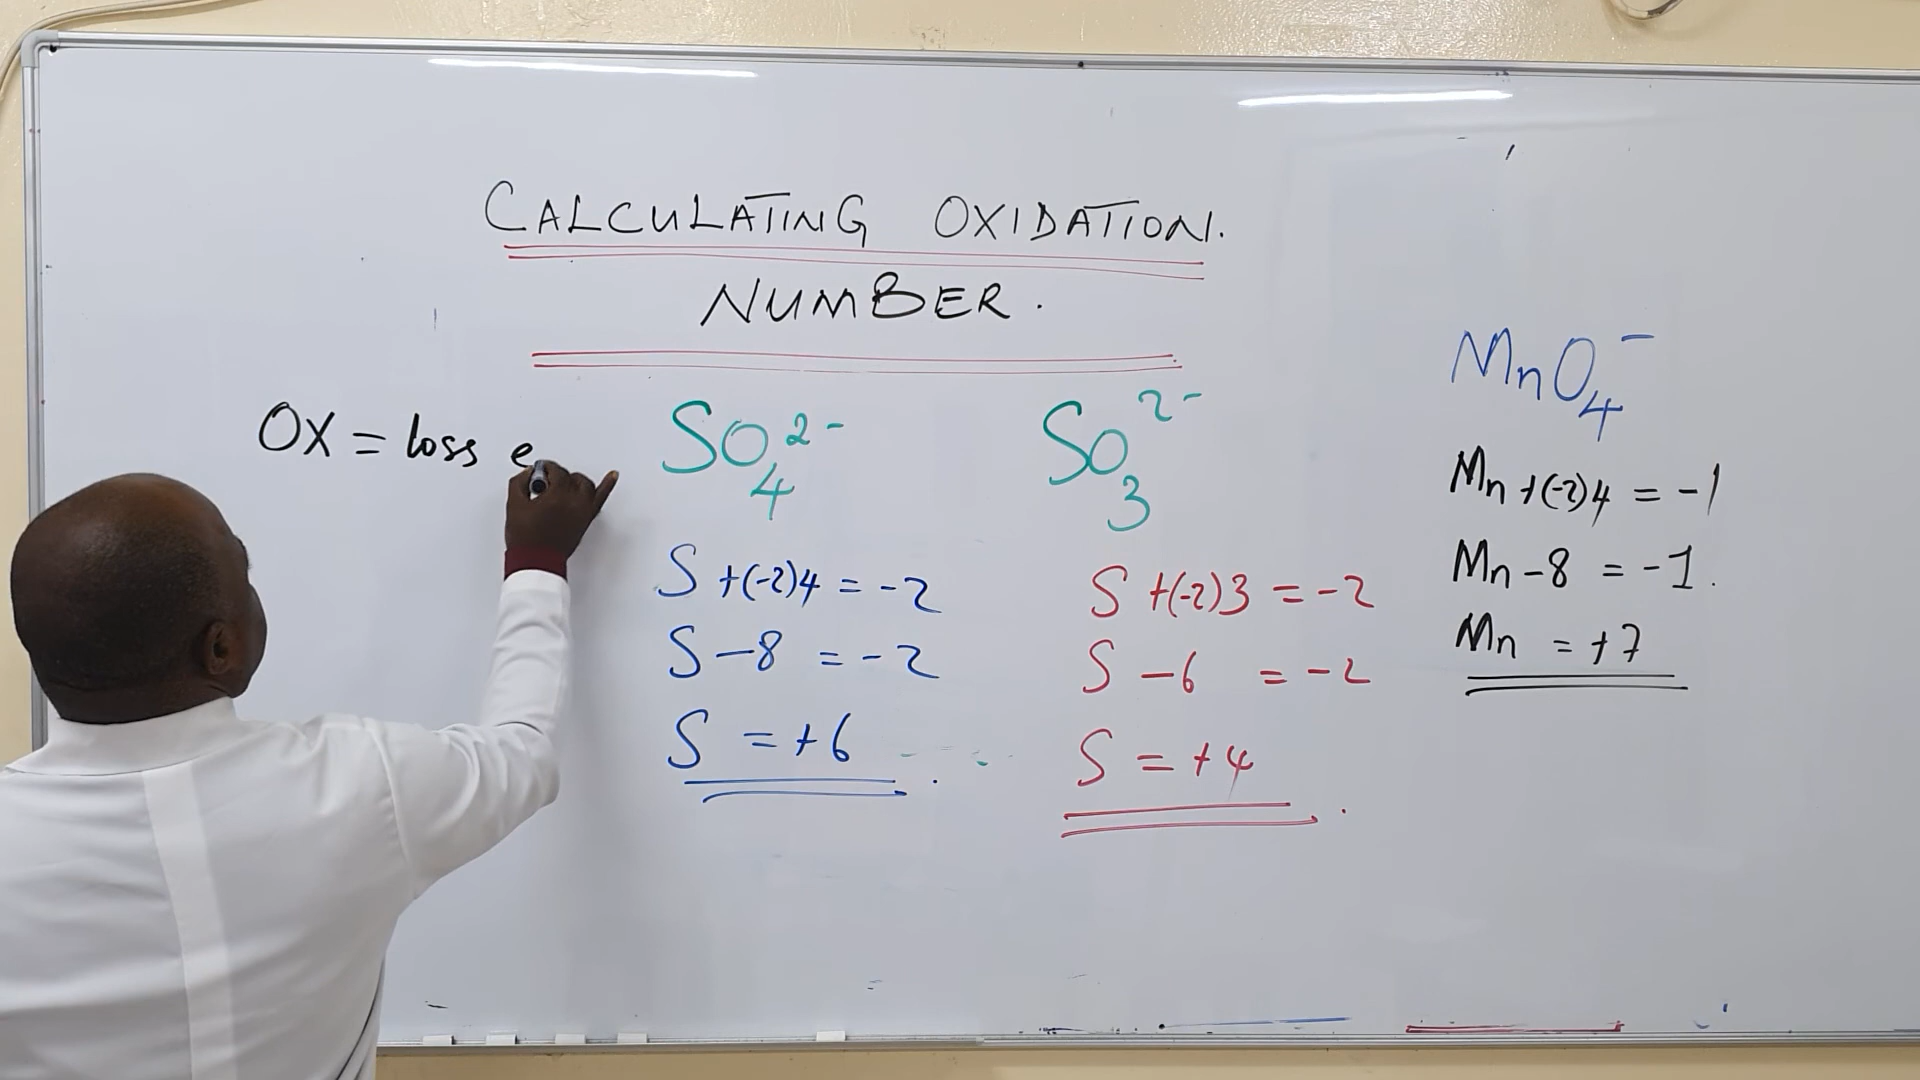 CALCULATING OXIDATION.
NUMBER.
OX = loss e
SO₄²⁻
S +(-2)4 = -2
S -8 = -2
S = +6
SO₃²⁻
S +(-2)3 = -2
S -6 = -2
S = +4
MnO₄⁻
Mn +(-2)4 = -1
Mn -8 = -1.
Mn = +7